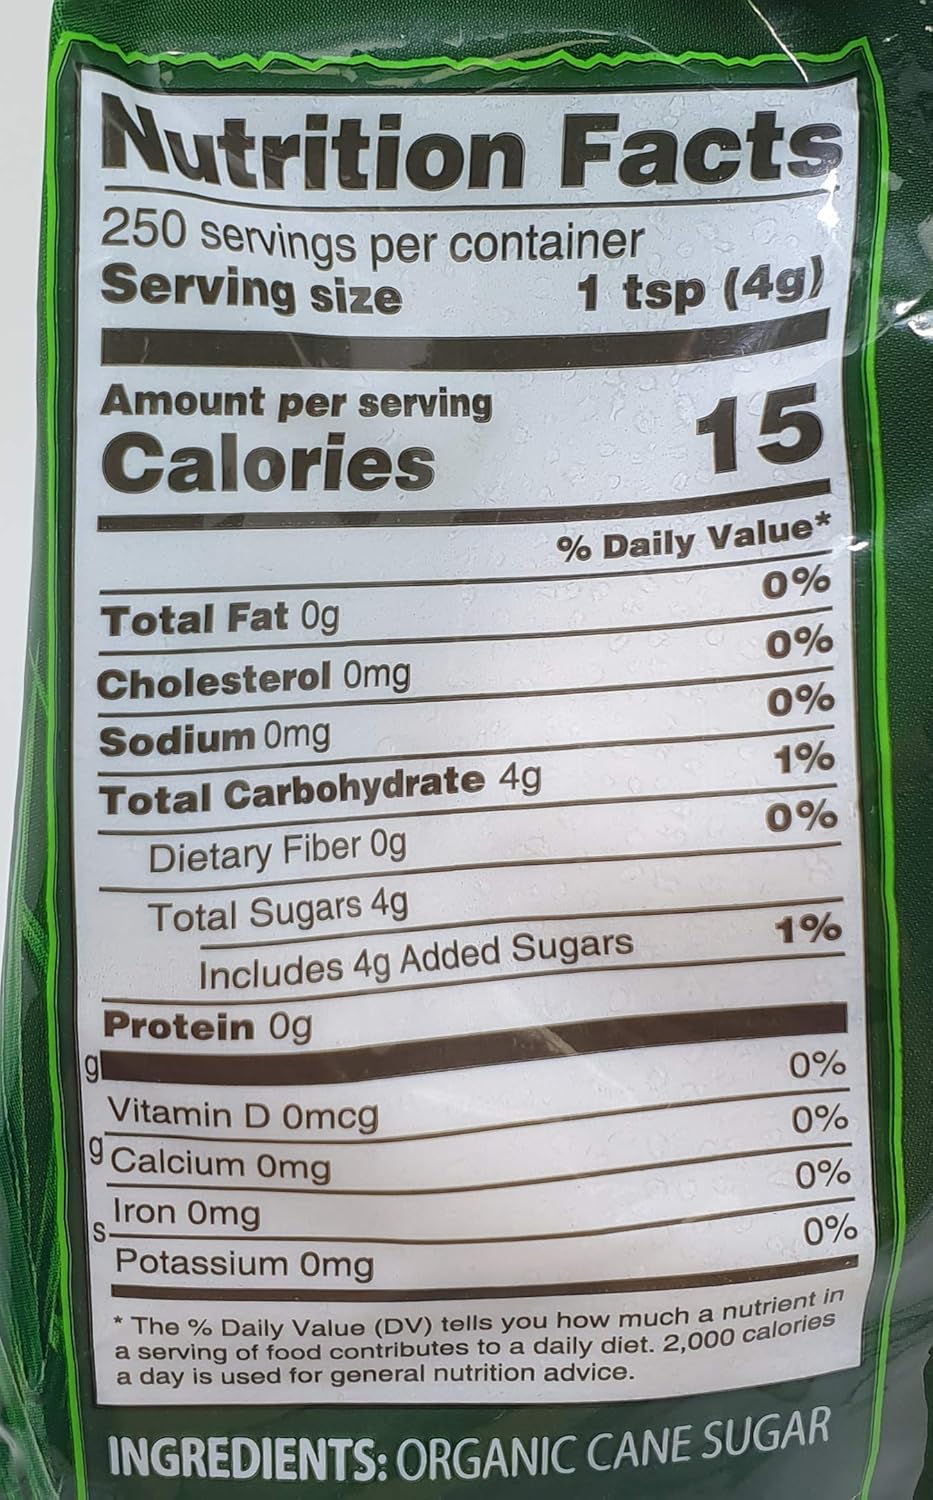 Nutrition Facts
250 servings per container
Serving size 1 tsp (4g)
Amount per serving
Calories 15
% Daily Value*
Total Fat 0g 0%
Cholesterol 0mg 0%
Sodium 0mg 0%
Total Carbohydrate 4g 1%
Dietary Fiber 0g 0%
Total Sugars 4g
Includes 4g Added Sugars 1%
Protein 0g
g
Vitamin D 0mcg 0%
g
Calcium 0mg 0%
Iron 0mg 0%
s
Potassium 0mg 0%
* The % Daily Value (DV) tells you how much a nutrient in
a serving of food contributes to a daily diet. 2,000 calories
a day is used for general nutrition advice.
INGREDIENTS: ORGANIC CANE SUGAR